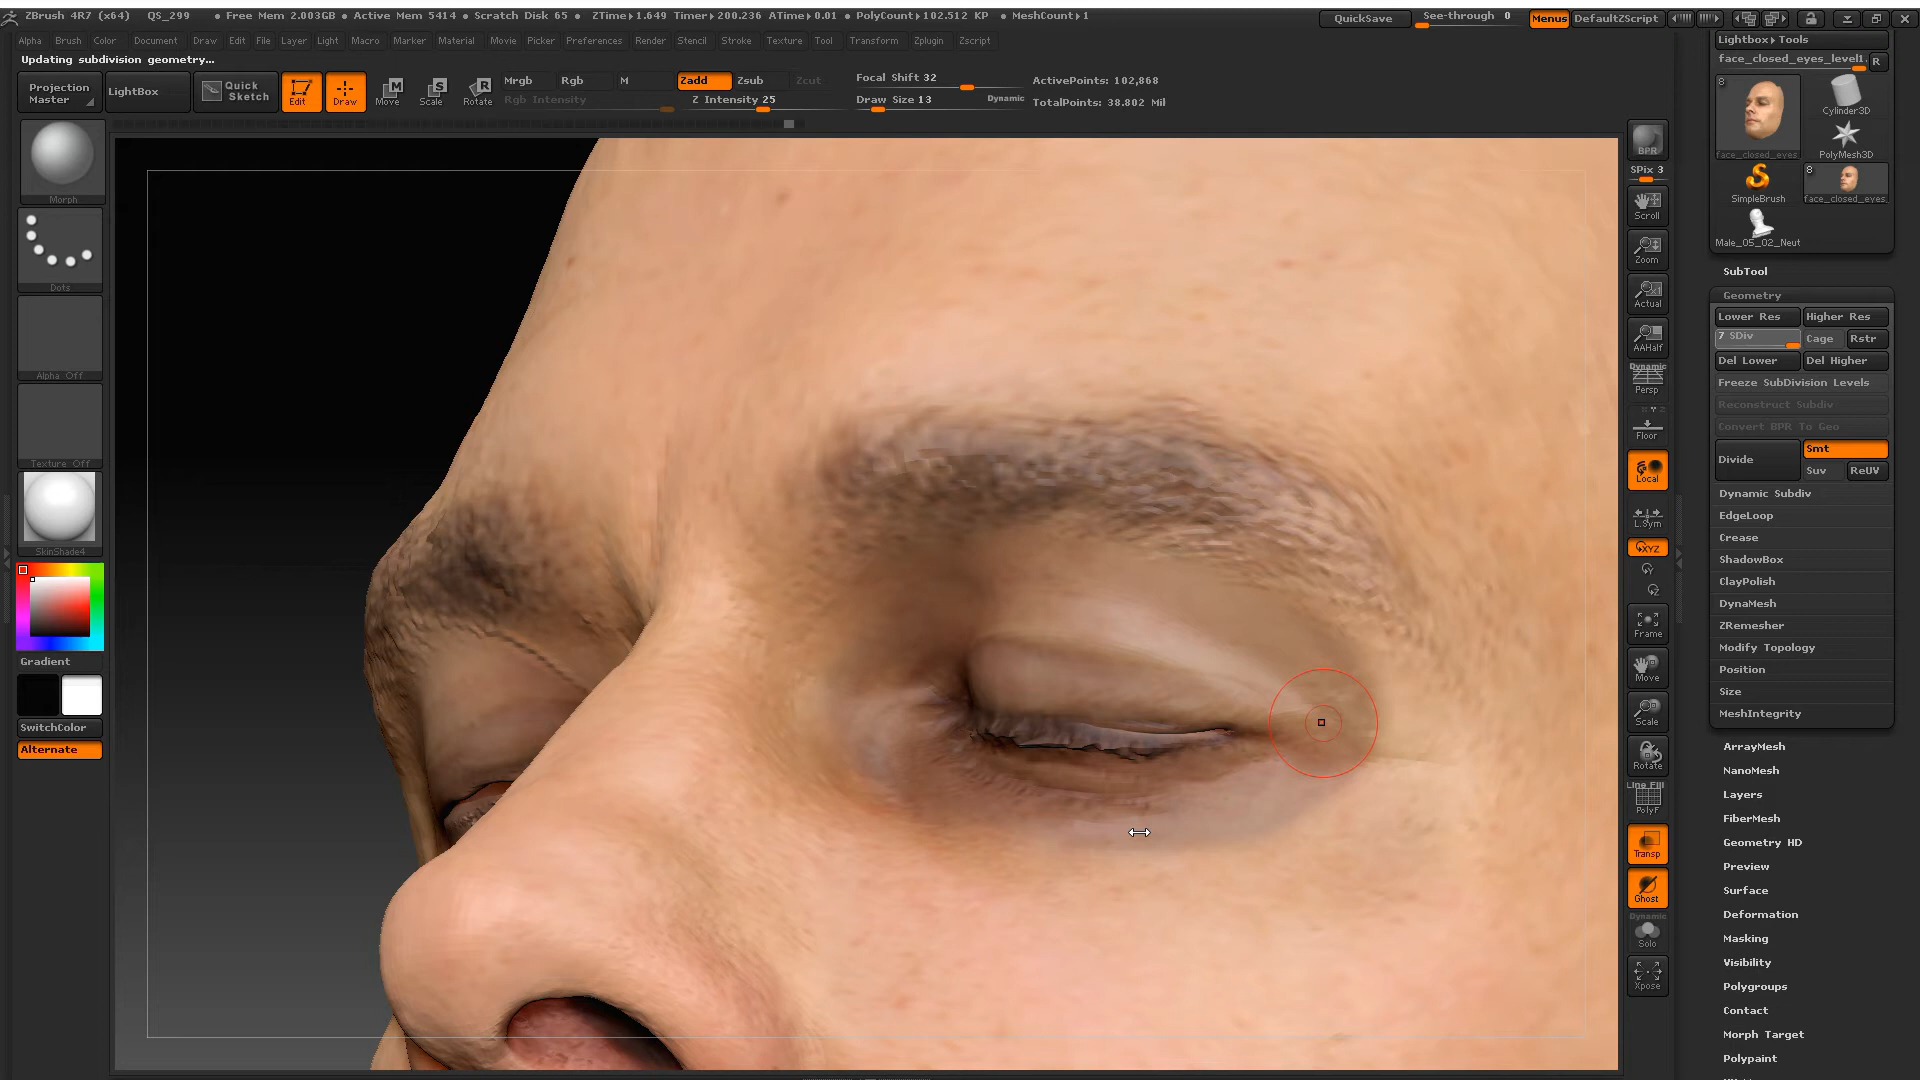 ZBrush 4R7 (x64) QS_299 • Free Mem 2.003GB • Active Mem 5414 • Scratch Disk 65 • ZTime▸1.649 Timer▸200.236 ATime▸0.01 • PolyCount▸102.512 KP • MeshCount▸1
QuickSave See-through 0 Menus DefaultZScript
Alpha Brush Color Document Draw Edit File Layer Light Macro Marker Material Movie Picker Preferences Render Stencil Stroke Texture Tool Transform Zplugin Zscript
Updating subdivision geometry...
Projection Master
LightBox
Quick Sketch
Edit Draw Move Scale Rotate
Mrgb Rgb M Zadd Zsub Zcut
Rgb Intensity Z Intensity 25
Focal Shift 32
Draw Size 13 Dynamic
ActivePoints: 102,868
TotalPoints: 38.802 Mil
Morph
Dots
Alpha Off
Texture Off
SkinShade4
Gradient
SwitchColor
Alternate
BPR
SPix 3
Scroll
Zoom
Actual
AAHalf
Dynamic
Persp
Floor
Local
L.Sym
XYZ
Frame
Move
Scale
Rotate
Line Fill
PolyF
Transp
Ghost
Dynamic
Solo
Xpose
Lightbox▸Tools
face_closed_eyes_level1. R
8
face_closed_eyes
Cylinder3D
PolyMesh3D
SimpleBrush
8
face_closed_eyes.
Male_05_02_Neut
SubTool
Geometry
Lower Res Higher Res
7 SDiv Cage Rstr
Del Lower Del Higher
Freeze SubDivision Levels
Reconstruct Subdiv
Convert BPR To Geo
Divide Smt
Suv ReUV
Dynamic Subdiv
EdgeLoop
Crease
ShadowBox
ClayPolish
DynaMesh
ZRemesher
Modify Topology
Position
Size
MeshIntegrity
ArrayMesh
NanoMesh
Layers
FiberMesh
Geometry HD
Preview
Surface
Deformation
Masking
Visibility
Polygroups
Contact
Morph Target
Polypaint